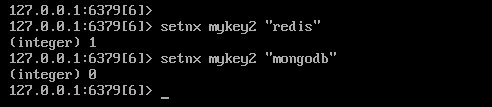 127.0.0.1:6379[6]>
127.0.0.1:6379[6]> setnx mykey2 "redis"
(integer) 1
127.0.0.1:6379[6]> setnx mykey2 "mongodb"
(integer) 0
127.0.0.1:6379[6]> _